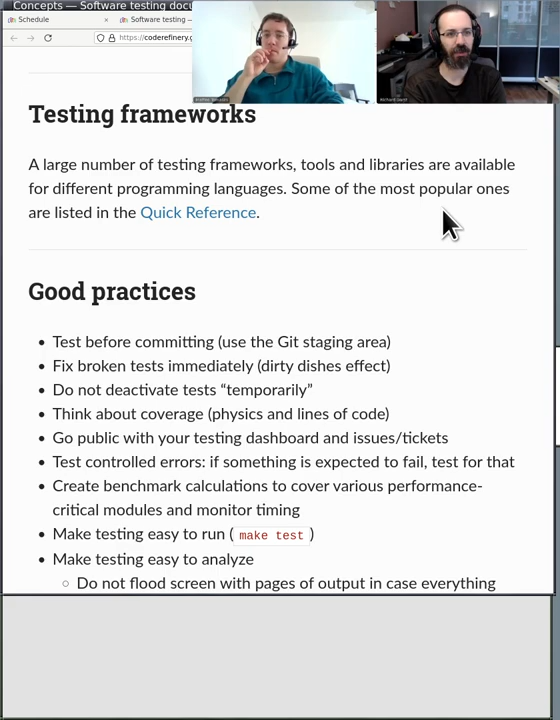 Concepts — Software testing docu
Schedule
Software testing —
https://coderefinery.g
Testing frameworks
A large number of testing frameworks, tools and libraries are available
for different programming languages. Some of the most popular ones
are listed in the Quick Reference.
Good practices
• Test before committing (use the Git staging area)
• Fix broken tests immediately (dirty dishes effect)
• Do not deactivate tests “temporarily”
• Think about coverage (physics and lines of code)
• Go public with your testing dashboard and issues/tickets
• Test controlled errors: if something is expected to fail, test for that
• Create benchmark calculations to cover various performance-
critical modules and monitor timing
• Make testing easy to run ( make test )
• Make testing easy to analyze
○ Do not flood screen with pages of output in case everything